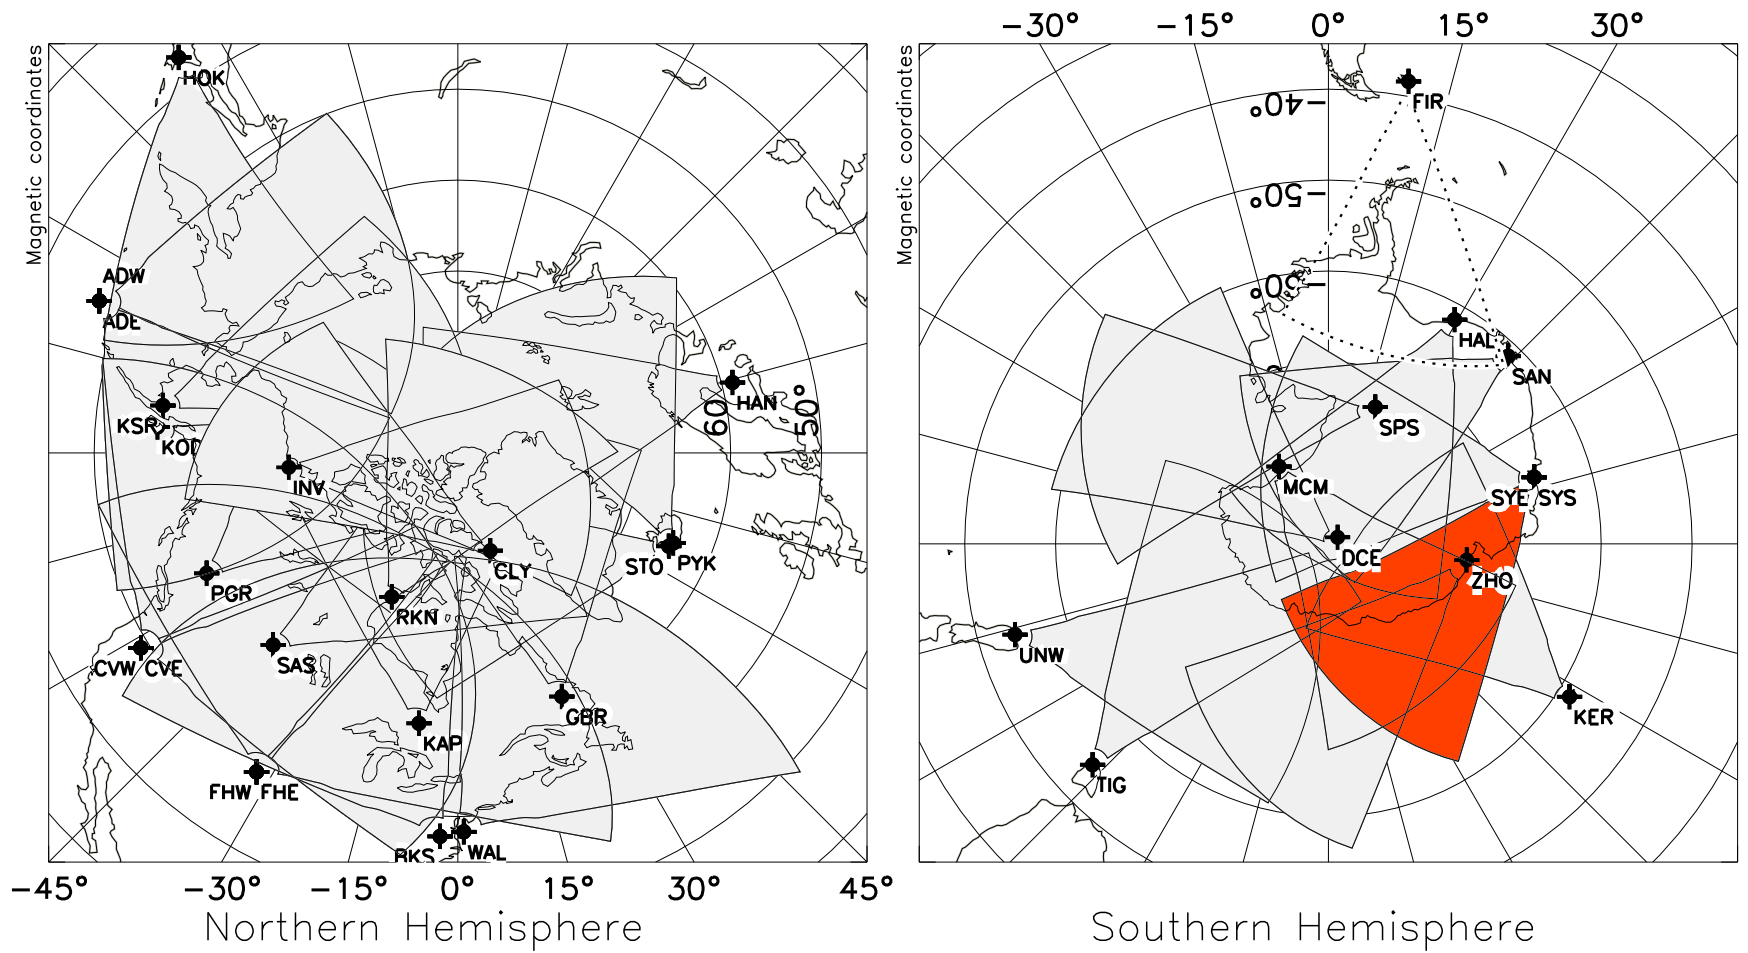 −30°
−15°
0°
15°
30°
Magnetic coordinates
HOK
ADW
ADE
KSR
KOD
INV
HAN
60
50°
STO
PYK
CLY
PGR
RKN
CVW
CVE
SAS
GBR
KAP
FHW
FHE
BKS
WAL
−45°
−30°
−15°
0°
15°
30°
45°
Northern Hemisphere
Magnetic coordinates
FIR
−40°
−50°
HAL
SAN
SPS
MCM
SYE
SYS
DCE
ZHO
UNW
KER
TIG
Southern Hemisphere